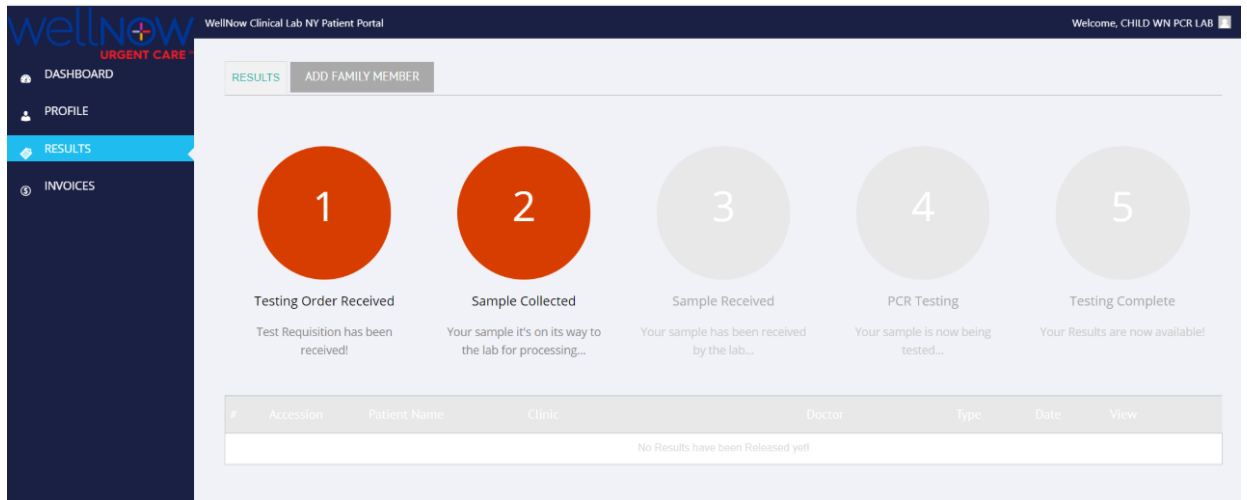 WellNow
URGENT CARE
WellNow Clinical Lab NY Patient Portal
Welcome, CHILD WN PCR LAB
DASHBOARD
PROFILE
RESULTS
INVOICES
RESULTS ADD FAMILY MEMBER
1 2 3 4 5
Testing Order Received Sample Collected Sample Received PCR Testing Testing Complete
Test Requisition has been
received!
Your sample it's on its way to
the lab for processing...
Your sample has been received
by the lab...
Your sample is now being
tested...
Your Results are now available!
# Accession Patient Name Clinic Doctor Type Date View
No Results have been Released yet!